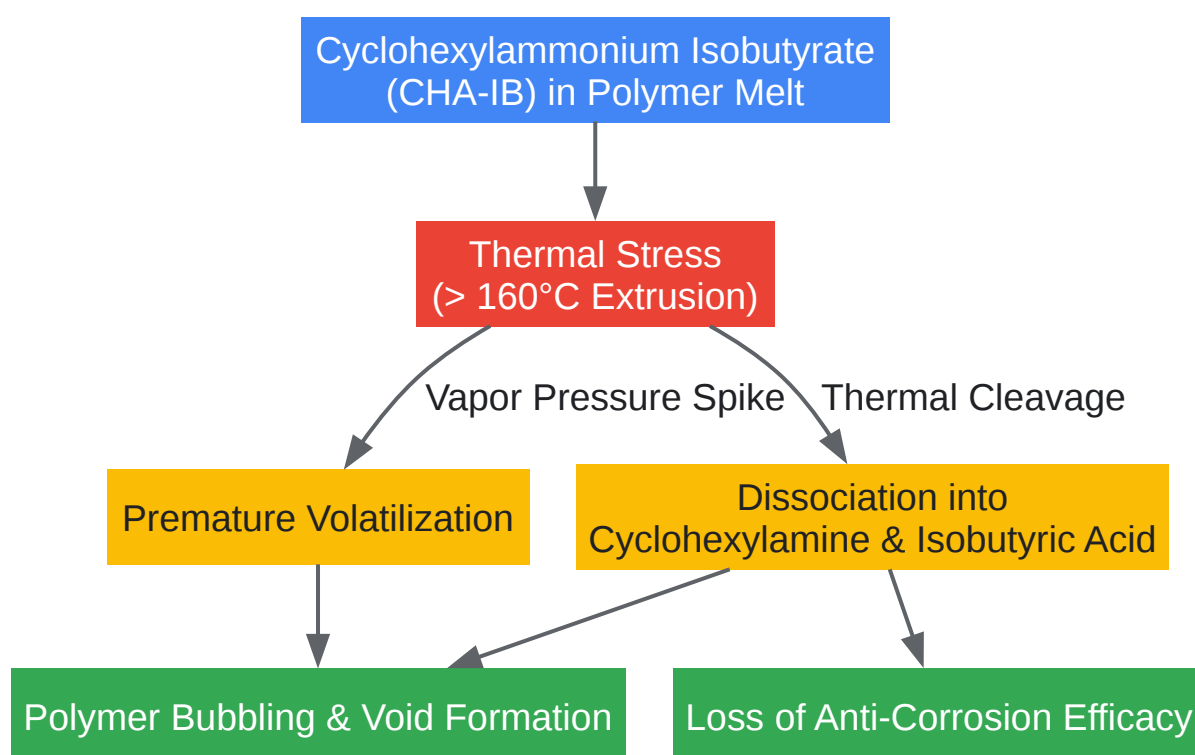 Cyclohexylammonium Isobutyrate
(CHA-IB) in Polymer Melt
Thermal Stress
(> 160°C Extrusion)
Vapor Pressure Spike
Thermal Cleavage
Premature Volatilization
Dissociation into
Cyclohexylamine & Isobutyric Acid
Polymer Bubbling & Void Formation
Loss of Anti-Corrosion Efficacy